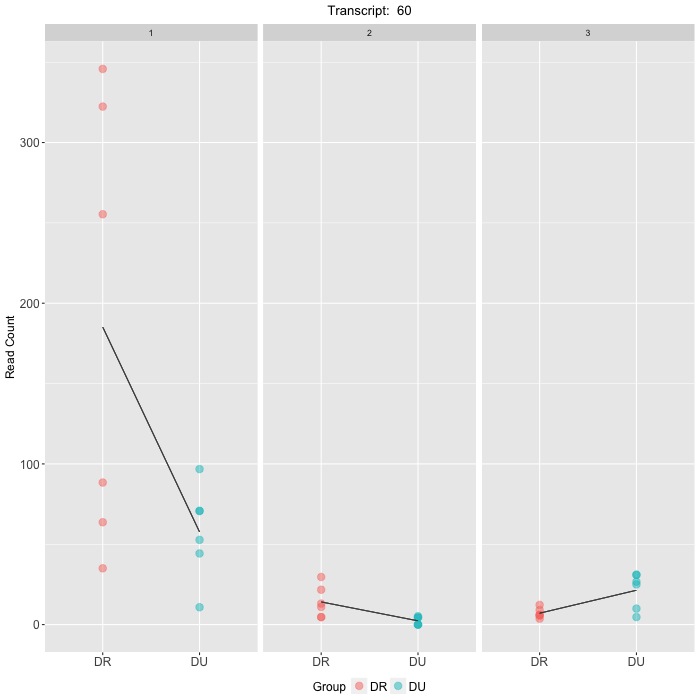 Transcript:  60
1 2 3
Read Count
300
200
100
0
DR DU DR DU DR DU
Group DR DU